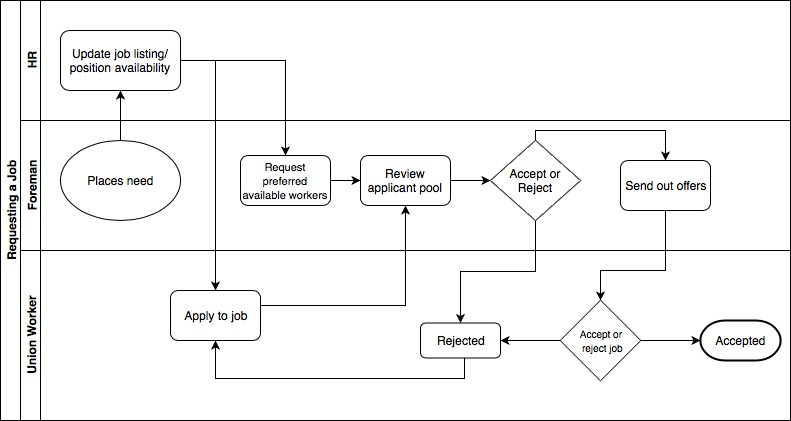 Requesting a Job
HR
Update job listing/
position availability
Foreman
Places need
Request
preferred
available workers
Review
applicant pool
Accept or
Reject
Send out offers
Union Worker
Apply to job
Rejected
Accept or
reject job
Accepted